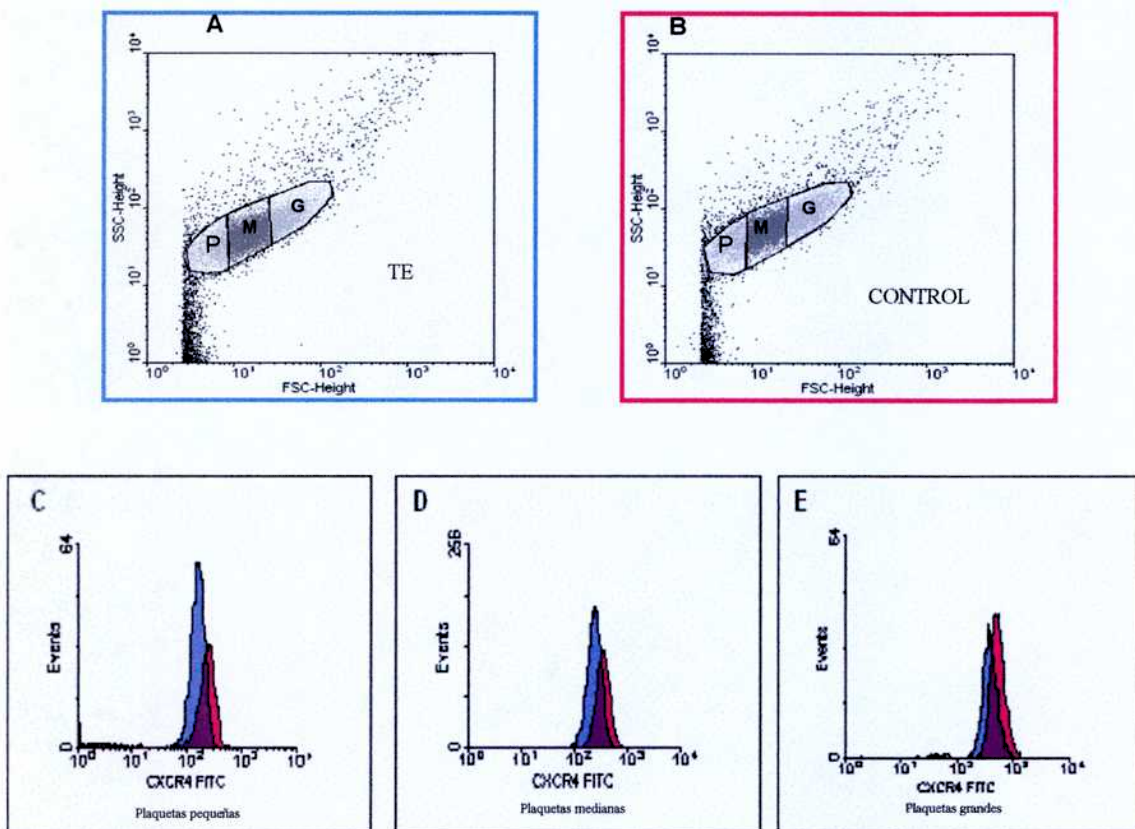 A
10⁴
10³
SSC-Height
10²
10¹
10⁰
P
M
G
TE
10⁰ 10¹ 10² 10³ 10⁴
FSC-Height
B
10⁴
10³
SSC-Height
10²
10¹
10⁰
P
M
G
CONTROL
10⁰ 10¹ 10² 10³ 10⁴
FSC-Height
C
64
Events
0
10⁰ 10¹ 10² 10³
CXCR4 FITC
Plaquetas pequeñas
D
256
Events
0
10⁰ 10¹ 10² 10³ 10⁴
CXCR4 FITC
Plaquetas medianas
E
64
Events
0
10⁰ 10¹ 10³ 10⁴
CXCR4 FITC
Plaquetas grandes